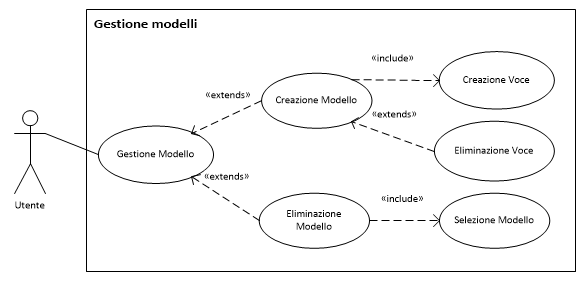 Gestione modelli
«include»
Creazione Voce
«extends»
Creazione Modello
«extends»
Gestione Modello
Eliminazione Voce
«extends»
Utente
Eliminazione
Modello
«include»
Selezione Modello